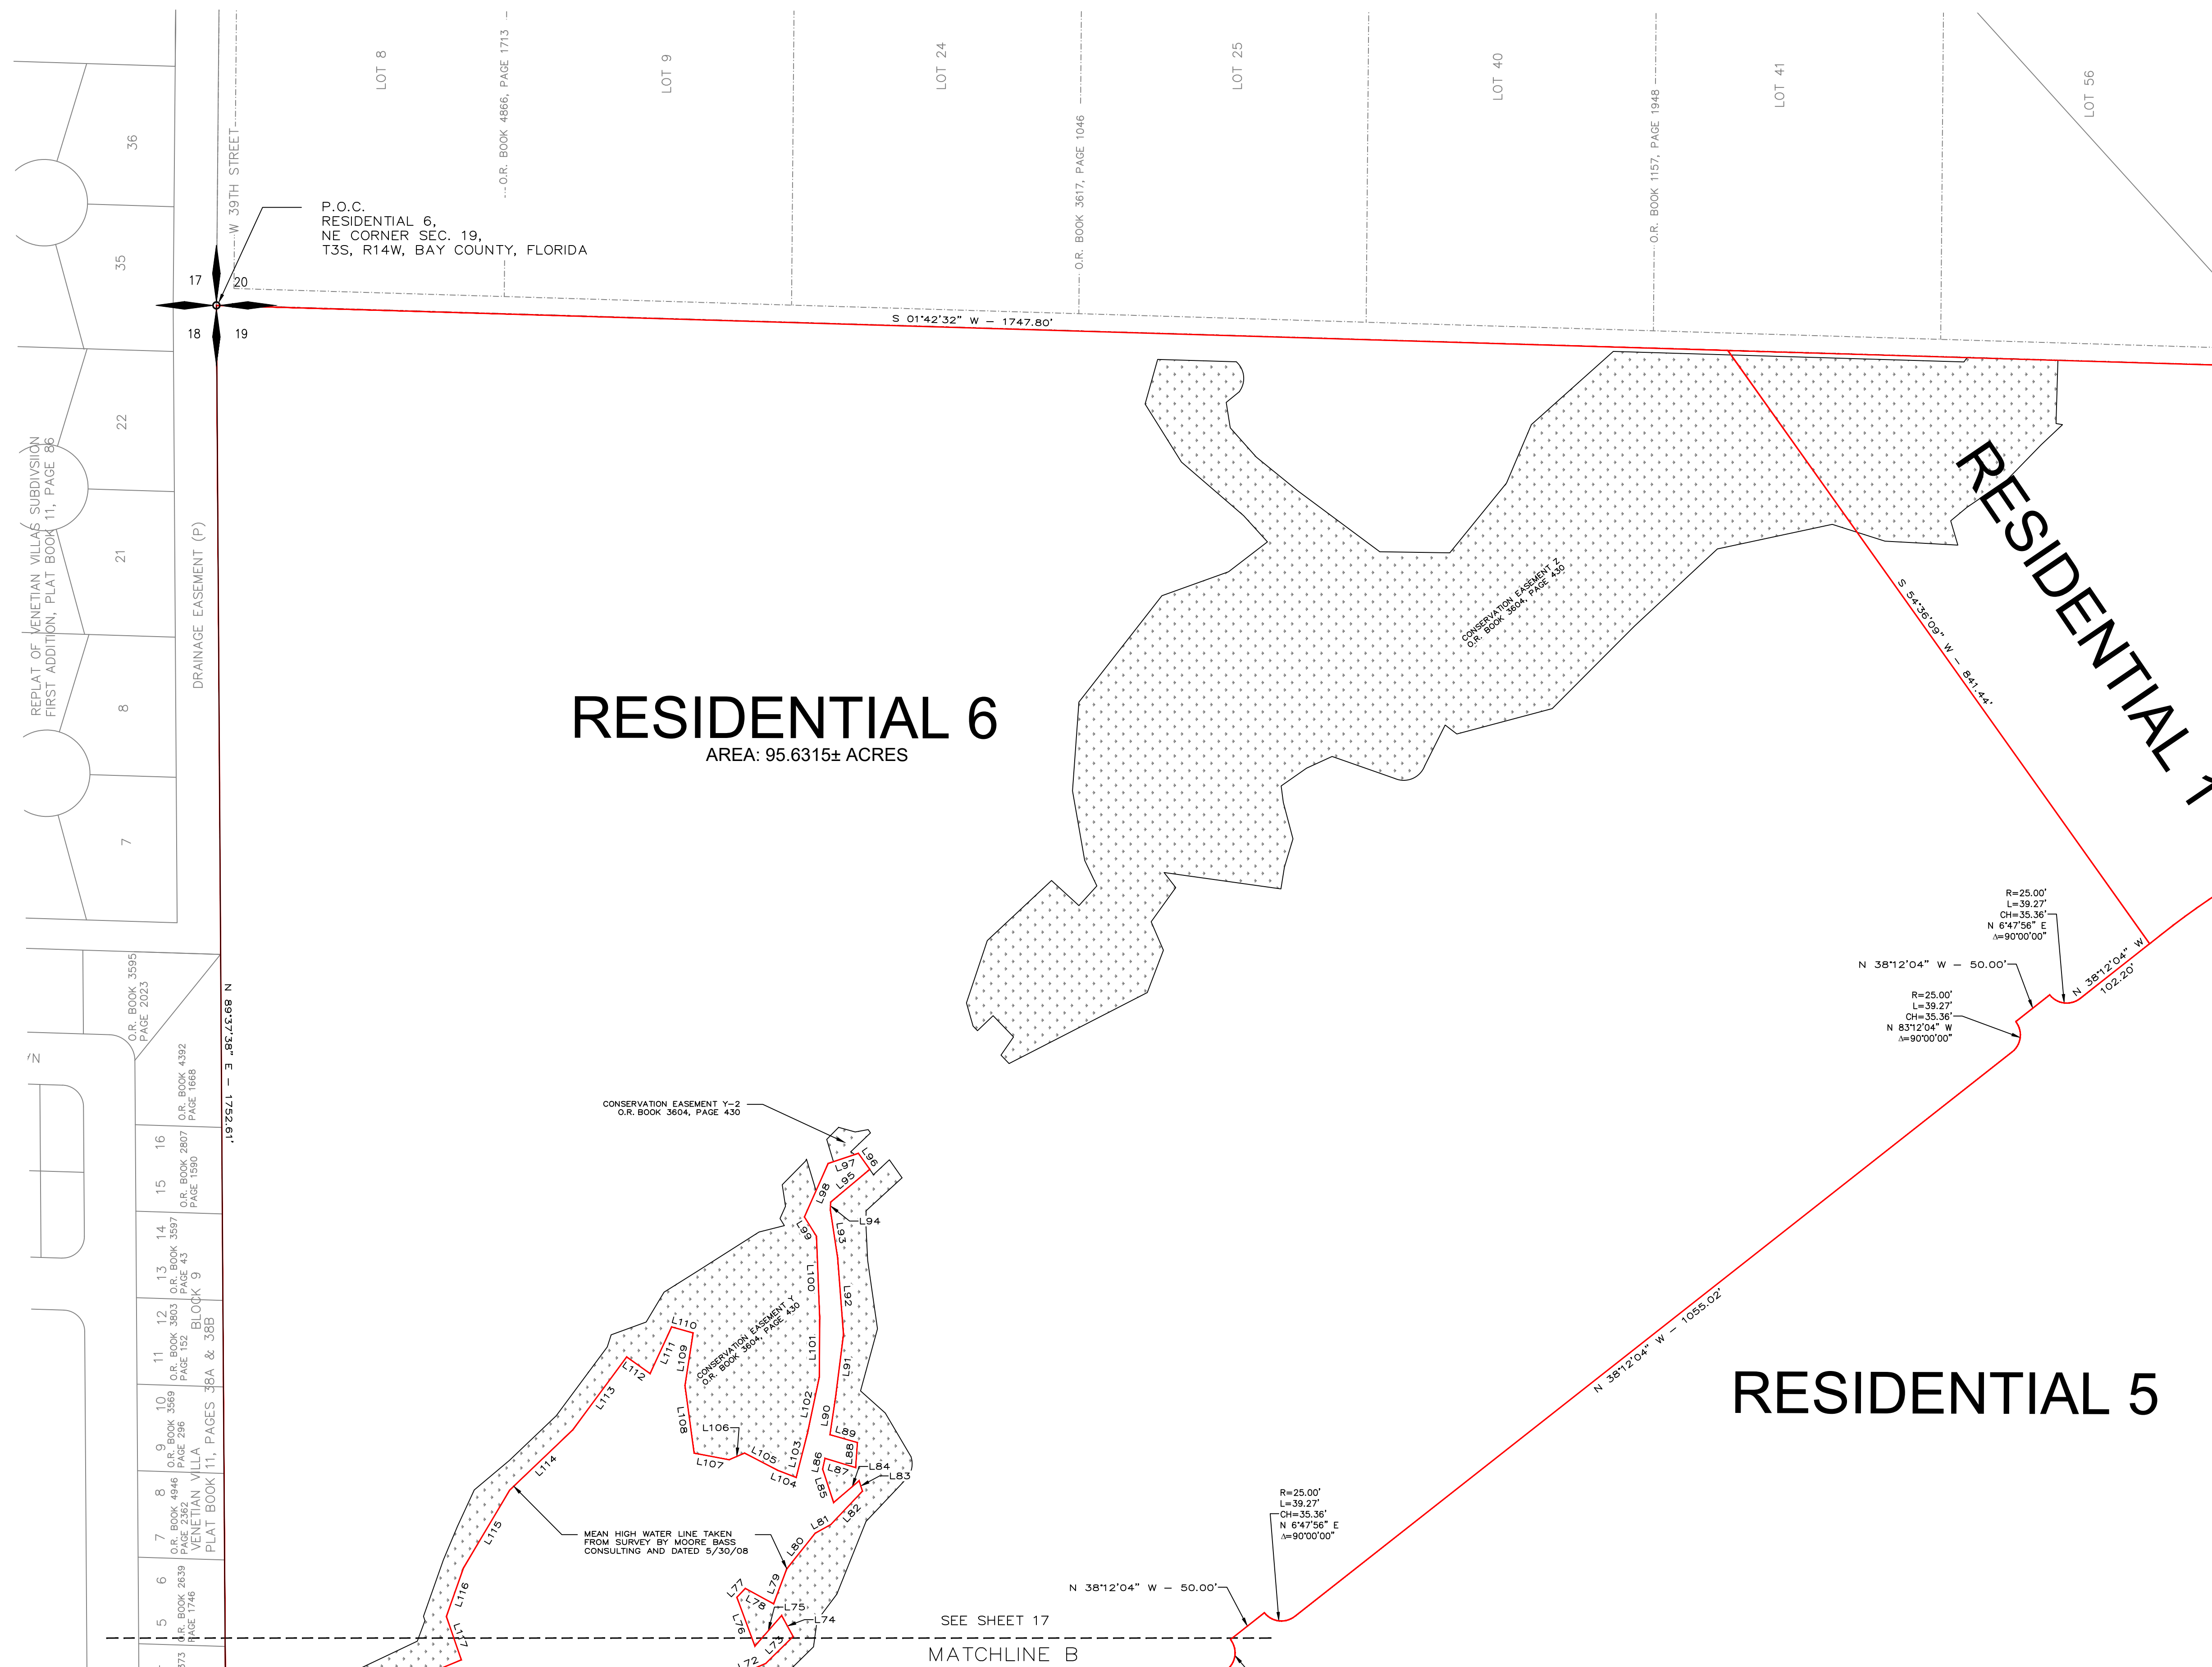 LOT 8
LOT 9
LOT 24
LOT 25
LOT 40
LOT 41
LOT 56
O.R. BOOK 4866, PAGE 1713
O.R. BOOK 3617, PAGE 1046
O.R. BOOK 1157, PAGE 1948
W 39TH STREET
36
35
22
21
8
7
P.O.C.
RESIDENTIAL 6,
NE CORNER SEC. 19,
T3S, R14W, BAY COUNTY, FLORIDA
17
20
18
19
S 01°42'32" W – 1747.80'
REPLAT OF VENETIAN VILLAS SUBDIVSIION
FIRST ADDITION, PLAT BOOK 11, PAGE 86
DRAINAGE EASEMENT (P)
CONSERVATION EASEMENT Z
O.R. BOOK 3604, PAGE 430
RESIDENTIAL 6
AREA: 95.6315± ACRES
RESIDENTIAL 1
S 54°36'09" W – 841.44'
R=25.00'
L=39.27'
CH=35.36'
N 6°47'56" E
Δ=90°00'00"
N 38°12'04" W
102.20'
N 38°12'04" W – 50.00'
R=25.00'
L=39.27'
CH=35.36'
N 83°12'04" W
Δ=90°00'00"
N 38°12'04" W – 1055.02'
RESIDENTIAL 5
N 89°37'38" E – 1752.61'
O.R. BOOK 3595
PAGE 2023
O.R. BOOK 4392
PAGE 1668
16
15
O.R. BOOK 2807
PAGE 1590
14
13
O.R. BOOK 3597
PAGE 43
12
11
O.R. BOOK 3803
PAGE 152
10
9
O.R. BOOK 3569
PAGE 296
8
7
O.R. BOOK 4946
PAGE 2362
6
5
O.R. BOOK 2639
PAGE 1746
BLOCK 9
VENETIAN VILLA
PLAT BOOK 11, PAGES 38A & 38B
CONSERVATION EASEMENT Y-2
O.R. BOOK 3604, PAGE 430
CONSERVATION EASEMENT Y
O.R. BOOK 3604, PAGE 430
L97
L96
L95
L98
L94
L99
L93
L100
L92
L101
L91
L110
L109
L111
L112
L113
L102
L90
L108
L106
L89
L88
L103
L105
L86
L87
L84
L83
L107
L104
L85
L114
L82
L81
L115
L80
MEAN HIGH WATER LINE TAKEN
FROM SURVEY BY MOORE BASS
CONSULTING AND DATED 5/30/08
L116
L77
L79
L78
L75
L74
L76
L73
L117
L72
R=25.00'
L=39.27'
CH=35.36'
N 6°47'56" E
Δ=90°00'00"
N 38°12'04" W – 50.00'
SEE SHEET 17
MATCHLINE B